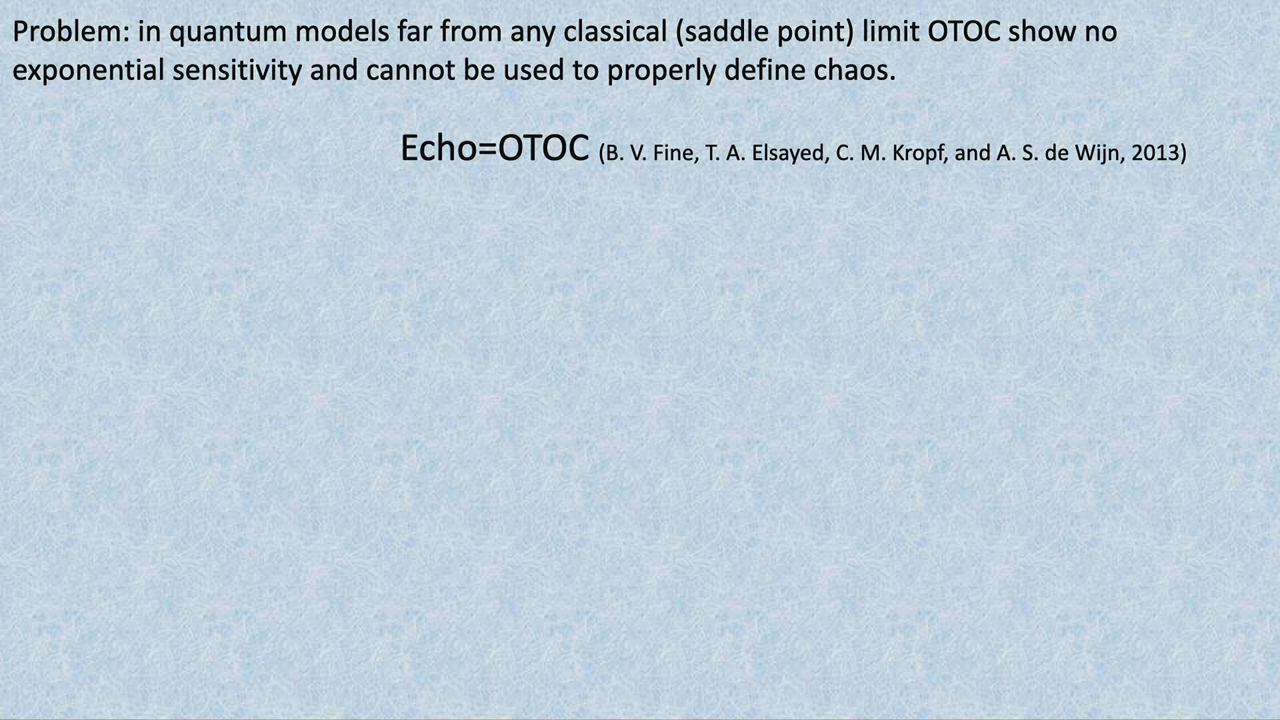 Problem: in quantum models far from any classical (saddle point) limit OTOC show no
exponential sensitivity and cannot be used to properly define chaos.
Echo=OTOC (B. V. Fine, T. A. Elsayed, C. M. Kropf, and A. S. de Wijn, 2013)